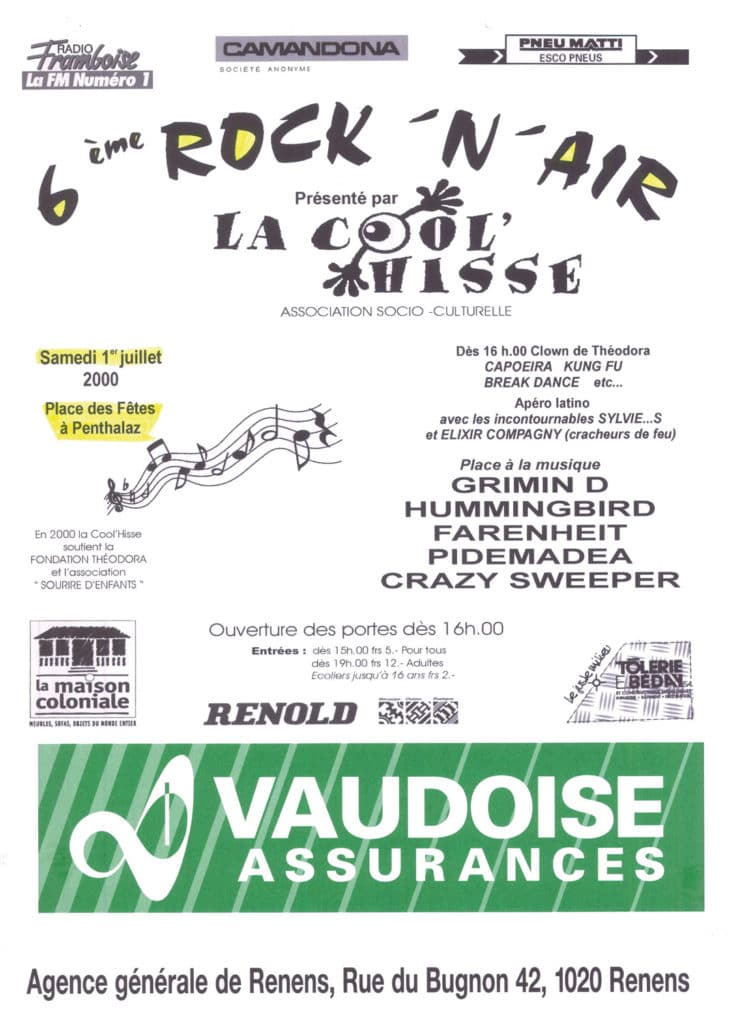 RADIO
Framboise
La FM Numéro 1
CAMANDONA
SOCIÉTÉ ANONYME
PNEU MATTI
ESCO PNEUS
6 ème ROCK ´N´ AIR
Présenté par
LA COOL'
HISSE
ASSOCIATION SOCIO -CULTURELLE
Samedi 1er juillet
2000
Place des Fêtes
à Penthalaz
Dès 16 h.00 Clown de Théodora
CAPOEIRA KUNG FU
BREAK DANCE etc...
Apéro latino
avec les incontournables SYLVIE...S
et ELIXIR COMPAGNY (cracheurs de feu)
Place à la musique
GRIMIN D
HUMMINGBIRD
FARENHEIT
PIDEMADEA
CRAZY SWEEPER
En 2000 la Cool'Hisse
soutient la
FONDATION THÉODORA
et l'association
" SOURIRE D'ENFANTS "
Ouverture des portes dès 16h.00
Entrées : dès 15h.00 frs 5.- Pour tous
dès 19h.00 frs 12.- Adultes
Ecoliers jusqu'à 16 ans frs 2.-
la maison
coloniale
MEUBLES, SOFAS, OBJETS DU MONDE ENTIER
RENOLD
le juste milieu
TÔLERIE
BEDAY
VAUDOISE
ASSURANCES
Agence générale de Renens, Rue du Bugnon 42, 1020 Renens